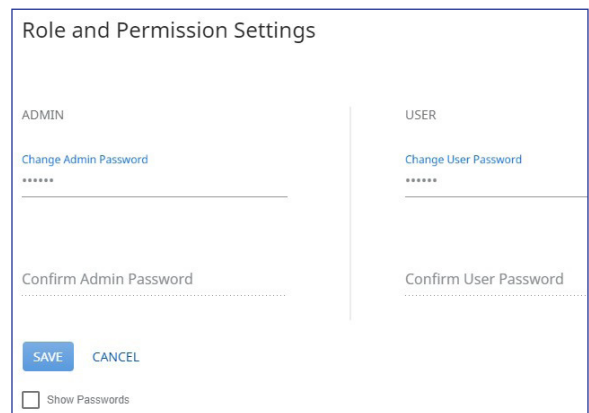 Role and Permission Settings
ADMIN
Change Admin Password
••••••
Confirm Admin Password
USER
Change User Password
••••••
Confirm User Password
SAVE CANCEL
Show Passwords